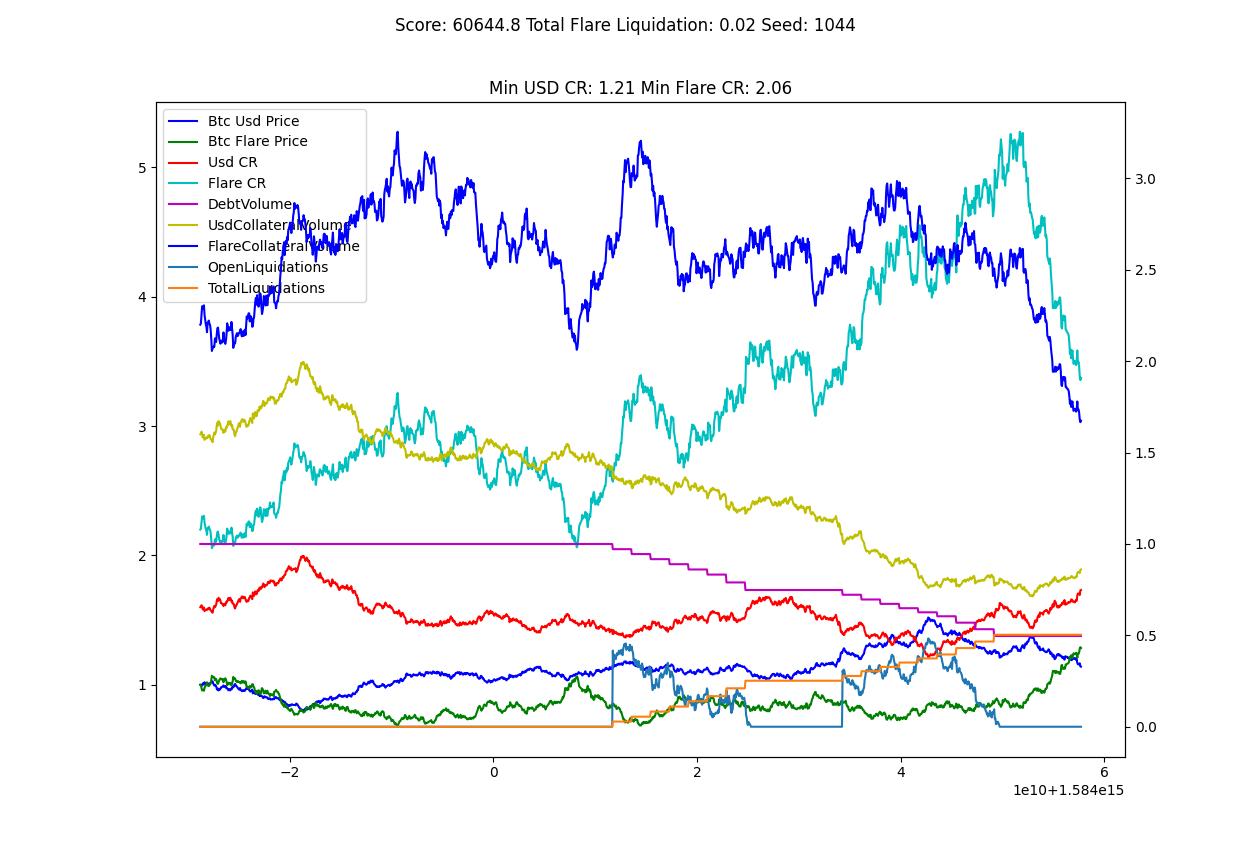 Score: 60644.8 Total Flare Liquidation: 0.02 Seed: 1044
Min USD CR: 1.21 Min Flare CR: 2.06
Btc Usd Price
Btc Flare Price
Usd CR
Flare CR
DebtVolume
UsdCollateralVolume
FlareCollateralVolume
OpenLiquidations
TotalLiquidations
5
4
3
2
1
3.0
2.5
2.0
1.5
1.0
0.5
0.0
−2
0
2
4
6
1e10+1.584e15